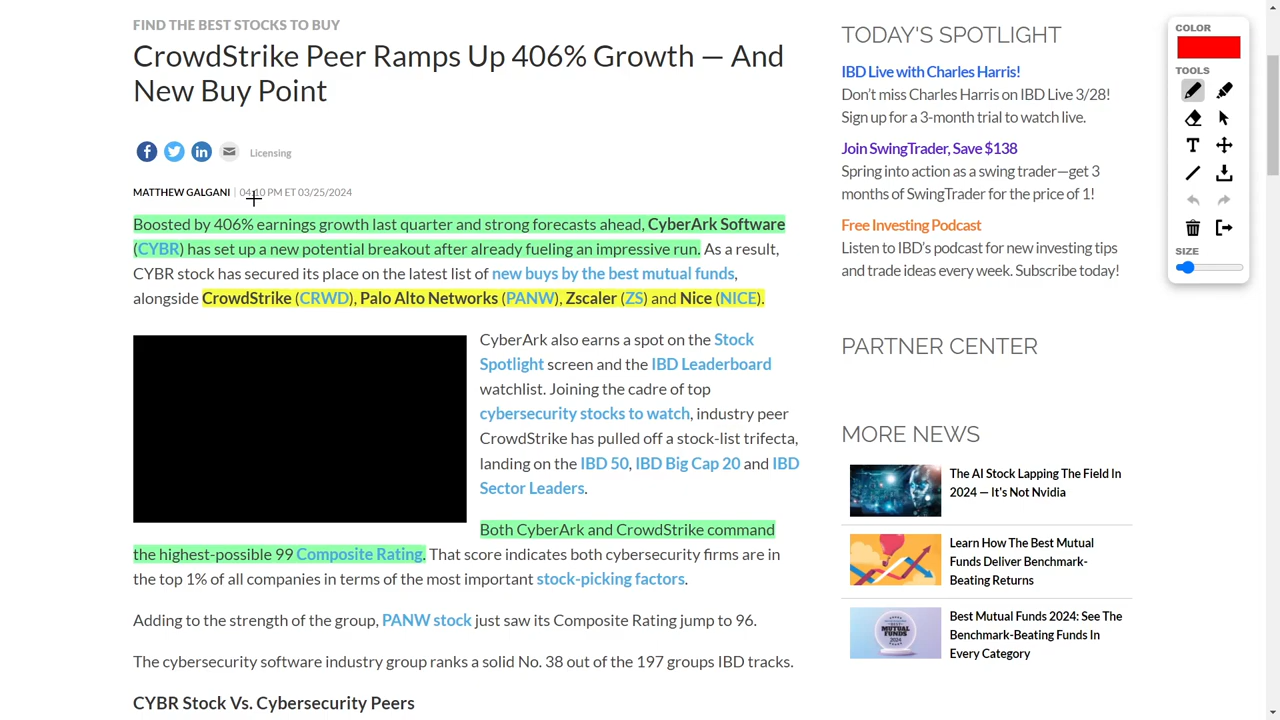 FIND THE BEST STOCKS TO BUY
CrowdStrike Peer Ramps Up 406% Growth — And
New Buy Point
Licensing
MATTHEW GALGANI | 04:10 PM ET 03/25/2024
Boosted by 406% earnings growth last quarter and strong forecasts ahead, CyberArk Software
(CYBR) has set up a new potential breakout after already fueling an impressive run. As a result,
CYBR stock has secured its place on the latest list of new buys by the best mutual funds,
alongside CrowdStrike (CRWD), Palo Alto Networks (PANW), Zscaler (ZS) and Nice (NICE).
CyberArk also earns a spot on the Stock
Spotlight screen and the IBD Leaderboard
watchlist. Joining the cadre of top
cybersecurity stocks to watch, industry peer
CrowdStrike has pulled off a stock-list trifecta,
landing on the IBD 50, IBD Big Cap 20 and IBD
Sector Leaders.
Both CyberArk and CrowdStrike command
the highest-possible 99 Composite Rating. That score indicates both cybersecurity firms are in
the top 1% of all companies in terms of the most important stock-picking factors.
Adding to the strength of the group, PANW stock just saw its Composite Rating jump to 96.
The cybersecurity software industry group ranks a solid No. 38 out of the 197 groups IBD tracks.
CYBR Stock Vs. Cybersecurity Peers
TODAY'S SPOTLIGHT
IBD Live with Charles Harris!
Don't miss Charles Harris on IBD Live 3/28!
Sign up for a 3-month trial to watch live.
Join SwingTrader, Save $138
Spring into action as a swing trader—get 3
months of SwingTrader for the price of 1!
Free Investing Podcast
Listen to IBD's podcast for new investing tips
and trade ideas every week. Subscribe today!
PARTNER CENTER
MORE NEWS
The AI Stock Lapping The Field In
2024 — It's Not Nvidia
Learn How The Best Mutual
Funds Deliver Benchmark-
Beating Returns
MUTUAL
FUNDS
2024
Best Mutual Funds 2024: See The
Benchmark-Beating Funds In
Every Category
COLOR
TOOLS
T
SIZE